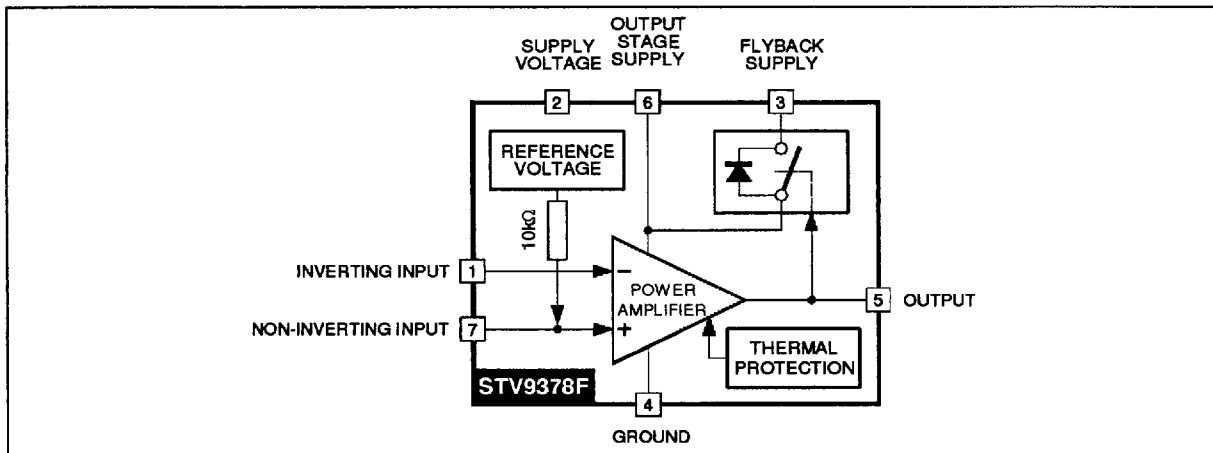 SUPPLY
VOLTAGE
OUTPUT
STAGE
SUPPLY
FLYBACK
SUPPLY
2
6
3
REFERENCE
VOLTAGE
10kΩ
INVERTING INPUT
1
−
POWER
AMPLIFIER
5
OUTPUT
NON-INVERTING INPUT
7
+
THERMAL
PROTECTION
STV9378F
4
GROUND